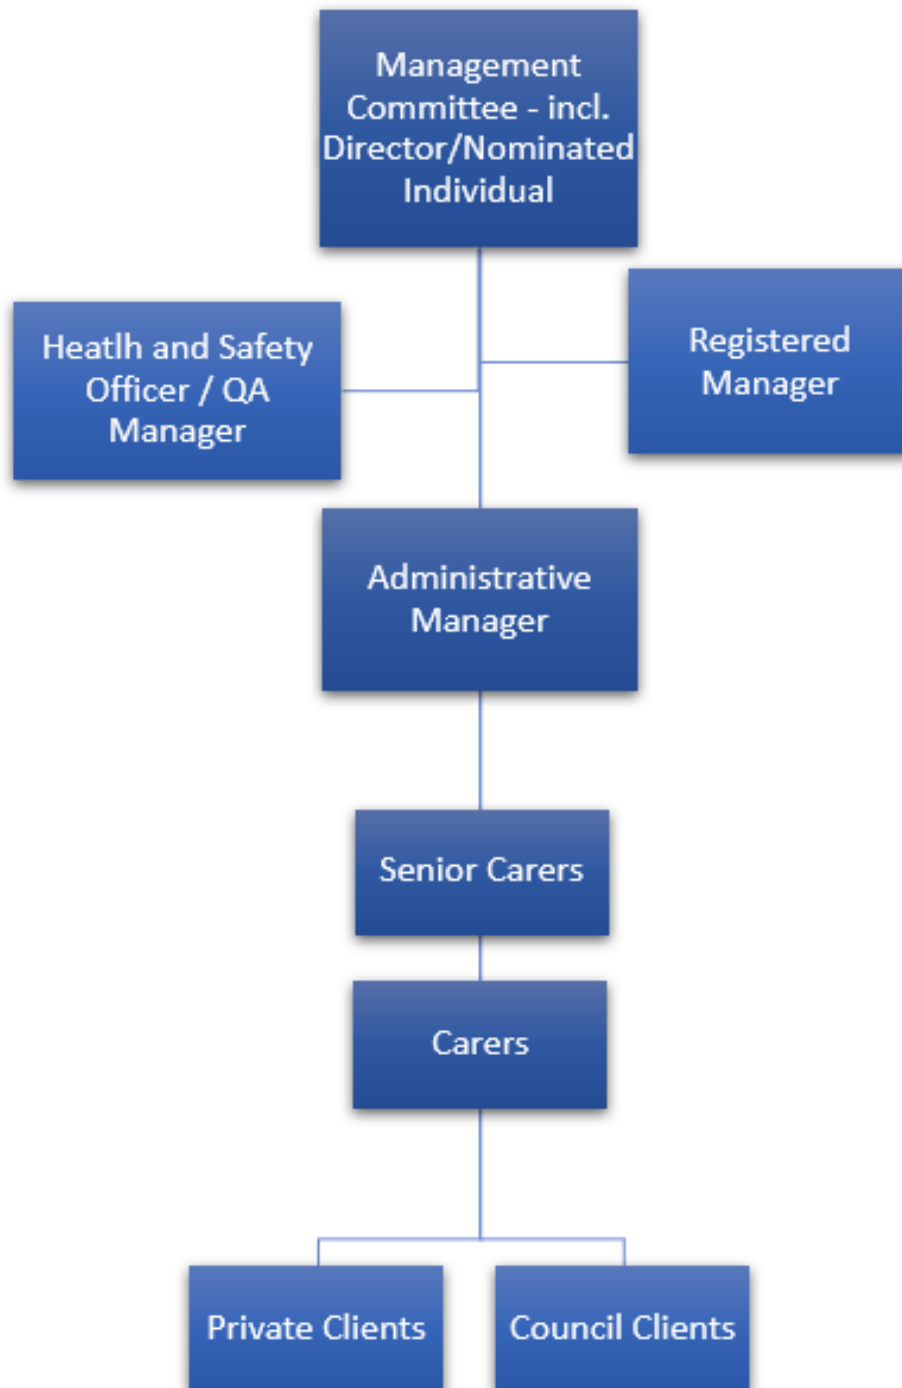 Management
Committee - incl.
Director/Nominated
Individual
Heatlh and Safety
Officer / QA
Manager
Registered
Manager
Administrative
Manager
Senior Carers
Carers
Private Clients
Council Clients